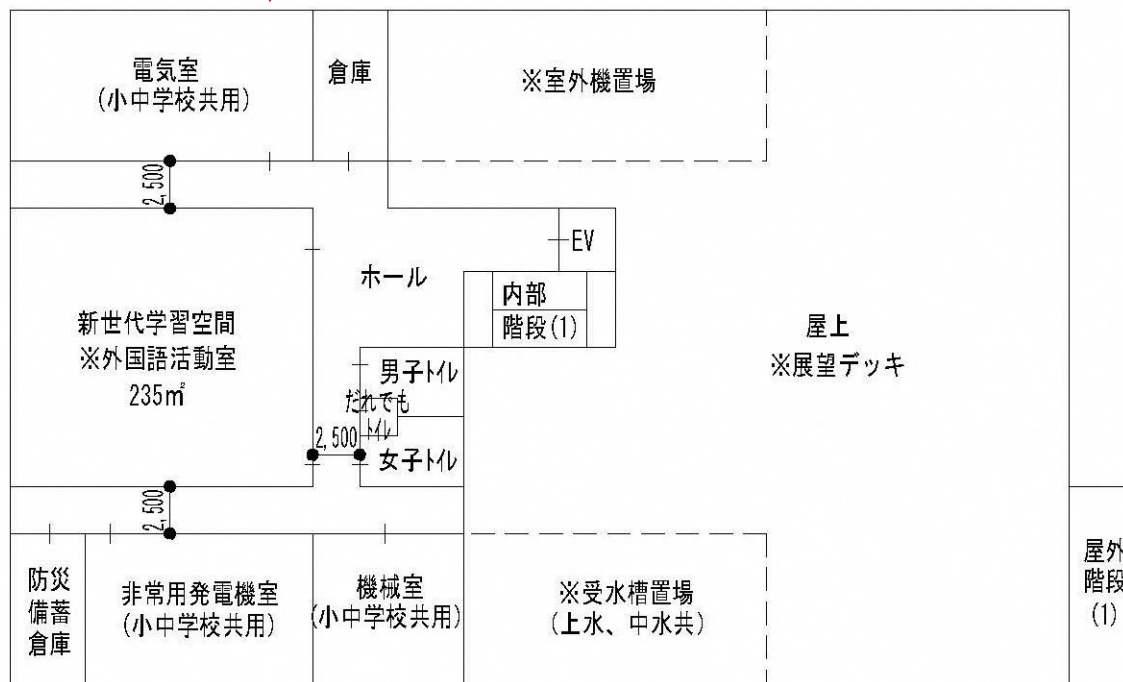 電気室
(小中学校共用)
倉庫
※室外機置場
2,500
EV
ホール
内部
階段(1)
新世代学習空間
※外国語活動室
235㎡
屋上
※展望デッキ
男子トイレ
だれでも
トイレ
2,500
女子トイレ
2,500
防災
備蓄
倉庫
非常用発電機室
(小中学校共用)
機械室
(小中学校共用)
※受水槽置場
(上水、中水共)
屋外
階段
(1)